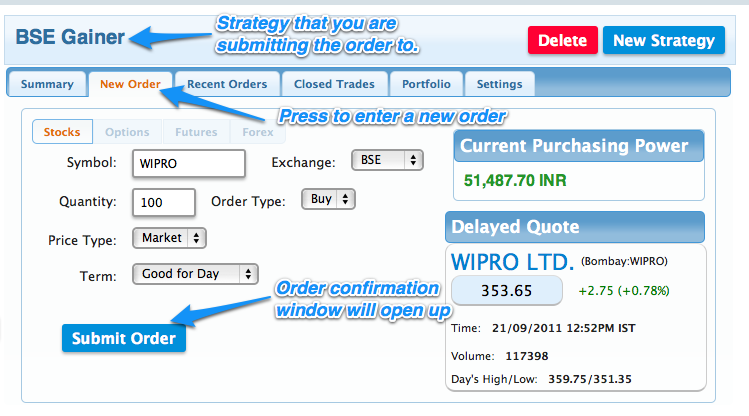 BSE Gainer
Strategy that you are
submitting the order to.
Delete
New Strategy
Summary
New Order
Recent Orders
Closed Trades
Portfolio
Settings
Press to enter a new order
Stocks
Options
Futures
Forex
Symbol: WIPRO
Exchange: BSE
Quantity: 100
Order Type: Buy
Price Type: Market
Term: Good for Day
Order confirmation
window will open up
Submit Order
Current Purchasing Power
51,487.70 INR
Delayed Quote
WIPRO LTD. (Bombay:WIPRO)
353.65 +2.75 (+0.78%)
Time: 21/09/2011 12:52PM IST
Volume: 117398
Day's High/Low: 359.75/351.35